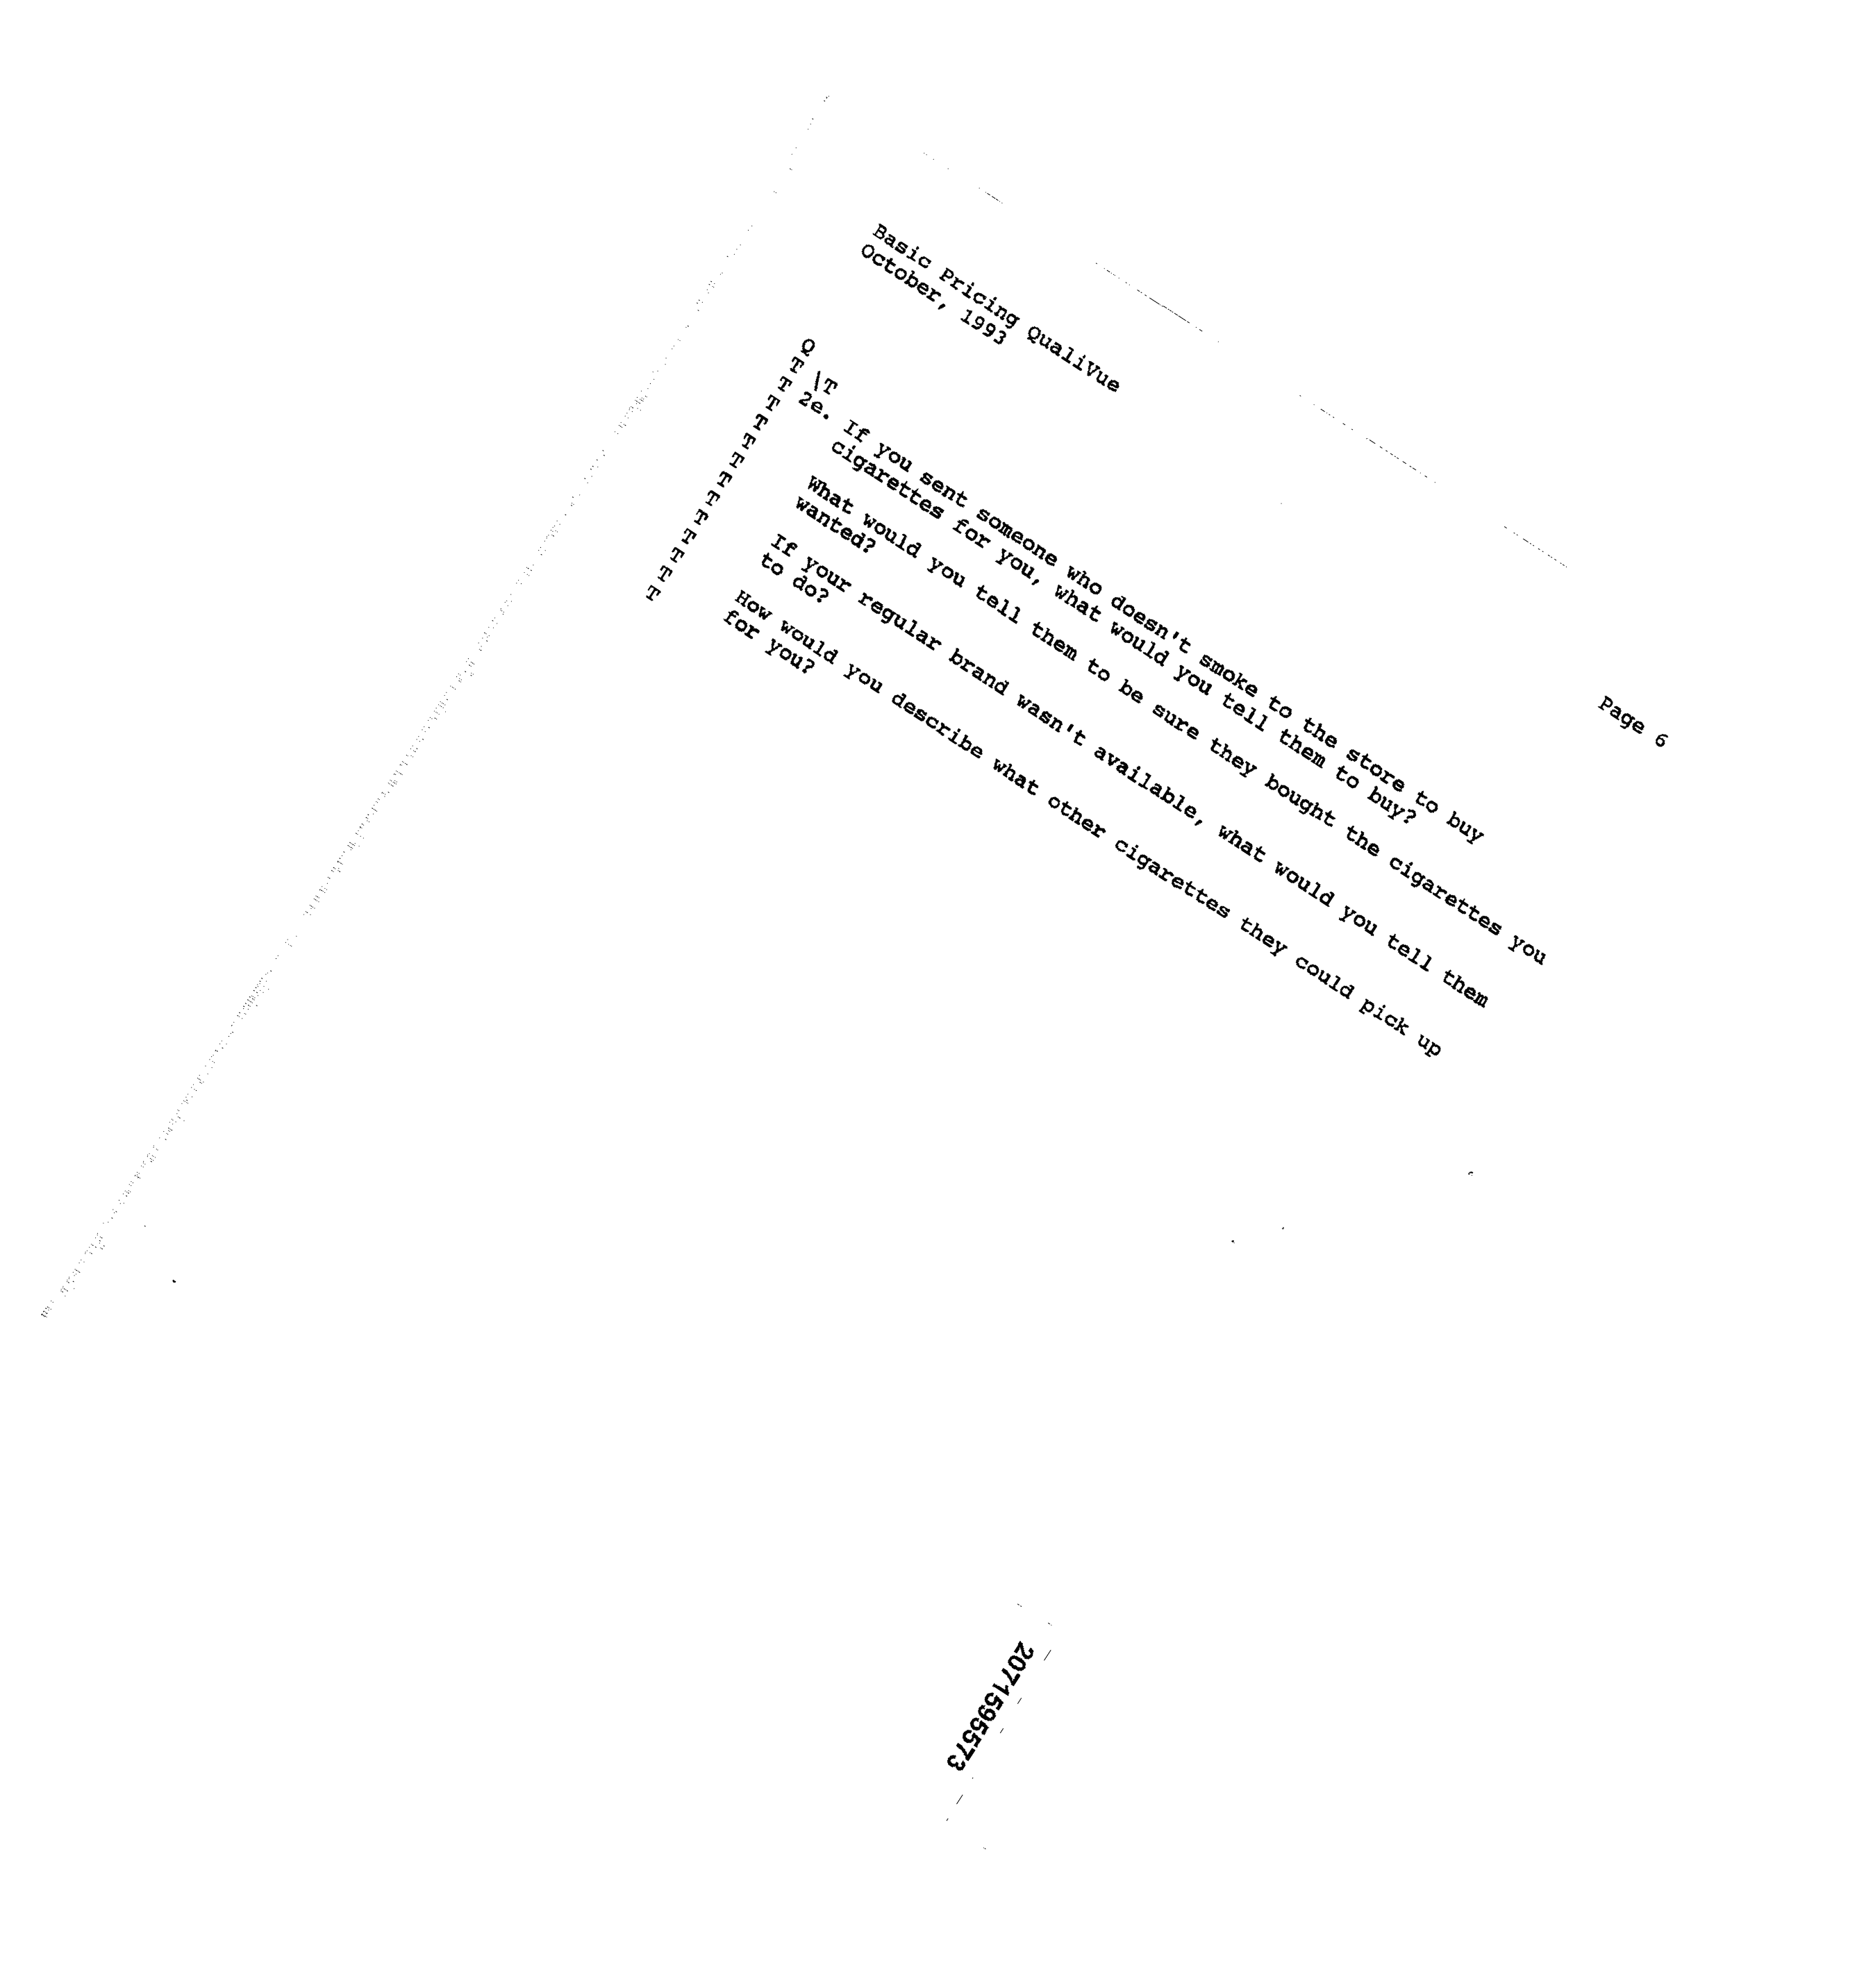 Basic Pricing QualiVue Page 6
October, 1993
Q
T \T
T 2e. If you sent someone who doesn't smoke to the store to buy
T cigarettes for you, what would you tell them to buy?
T
T What would you tell them to be sure they bought the cigarettes you
T wanted?
T
T If your regular brand wasn't available, what would you tell them
T to do?
T
T How would you describe what other cigarettes they could pick up
T for you?
T
2071595573